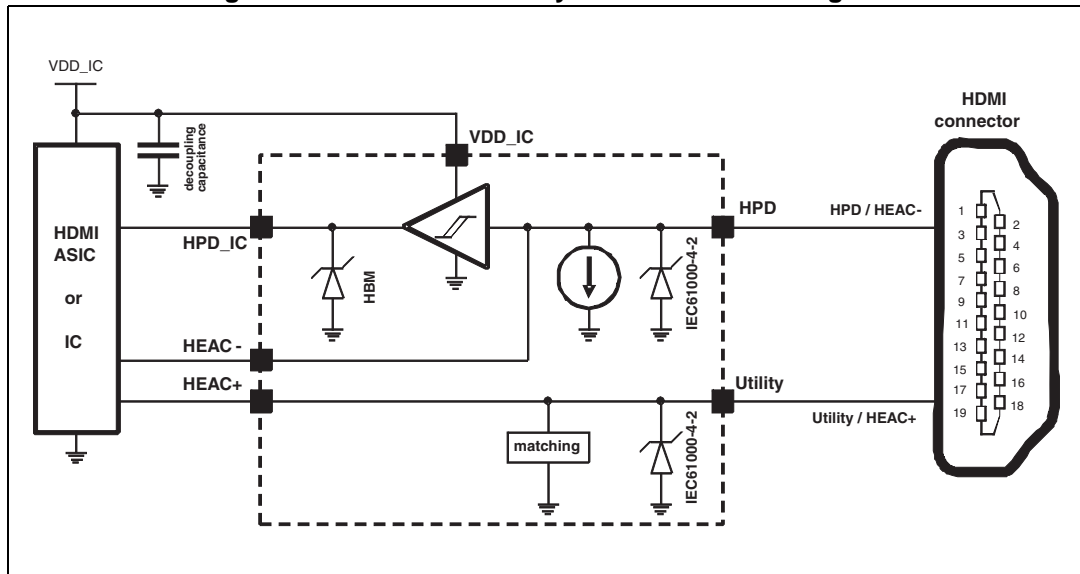 VDD_IC
decoupling
capacitance
VDD_IC
HDMI
connector
HDMI
ASIC
or
IC
HPD_IC
HBM
IEC61000-4-2
HPD
HPD / HEAC-
HEAC -
HEAC+
matching
IEC61000-4-2
Utility
Utility / HEAC+
1
2
3
4
5
6
7
8
9
10
11
12
13
14
15
16
17
18
19